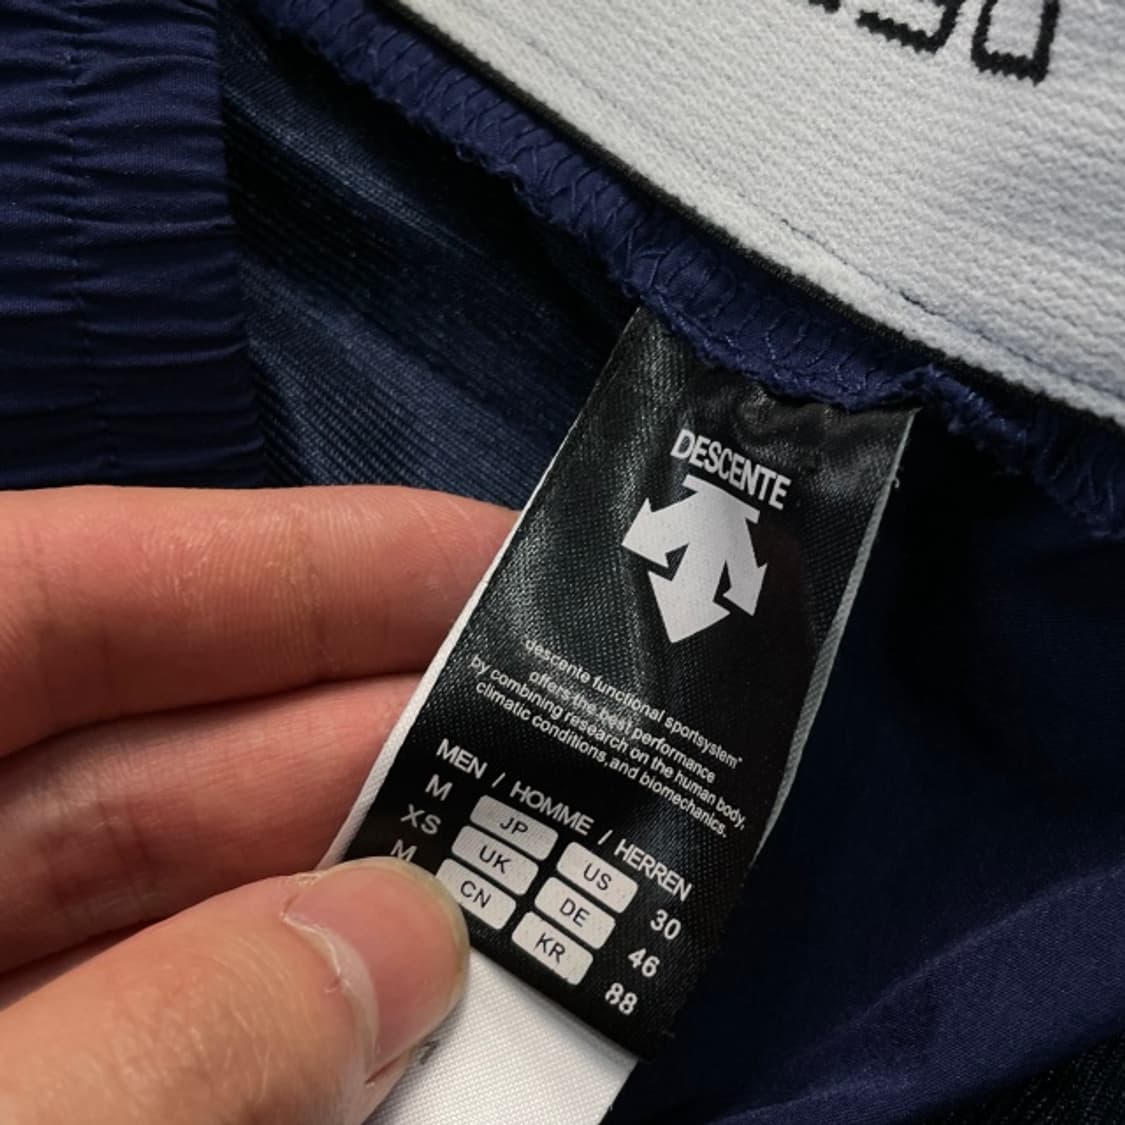 DESCENTE
descente functional sportsystem"
offers the best performance
by combining research on the human body,
climatic conditions, and biomechanics.
MEN / HOMME / HERREN
M JP US 30
XS UK DE 46
M CN KR 88